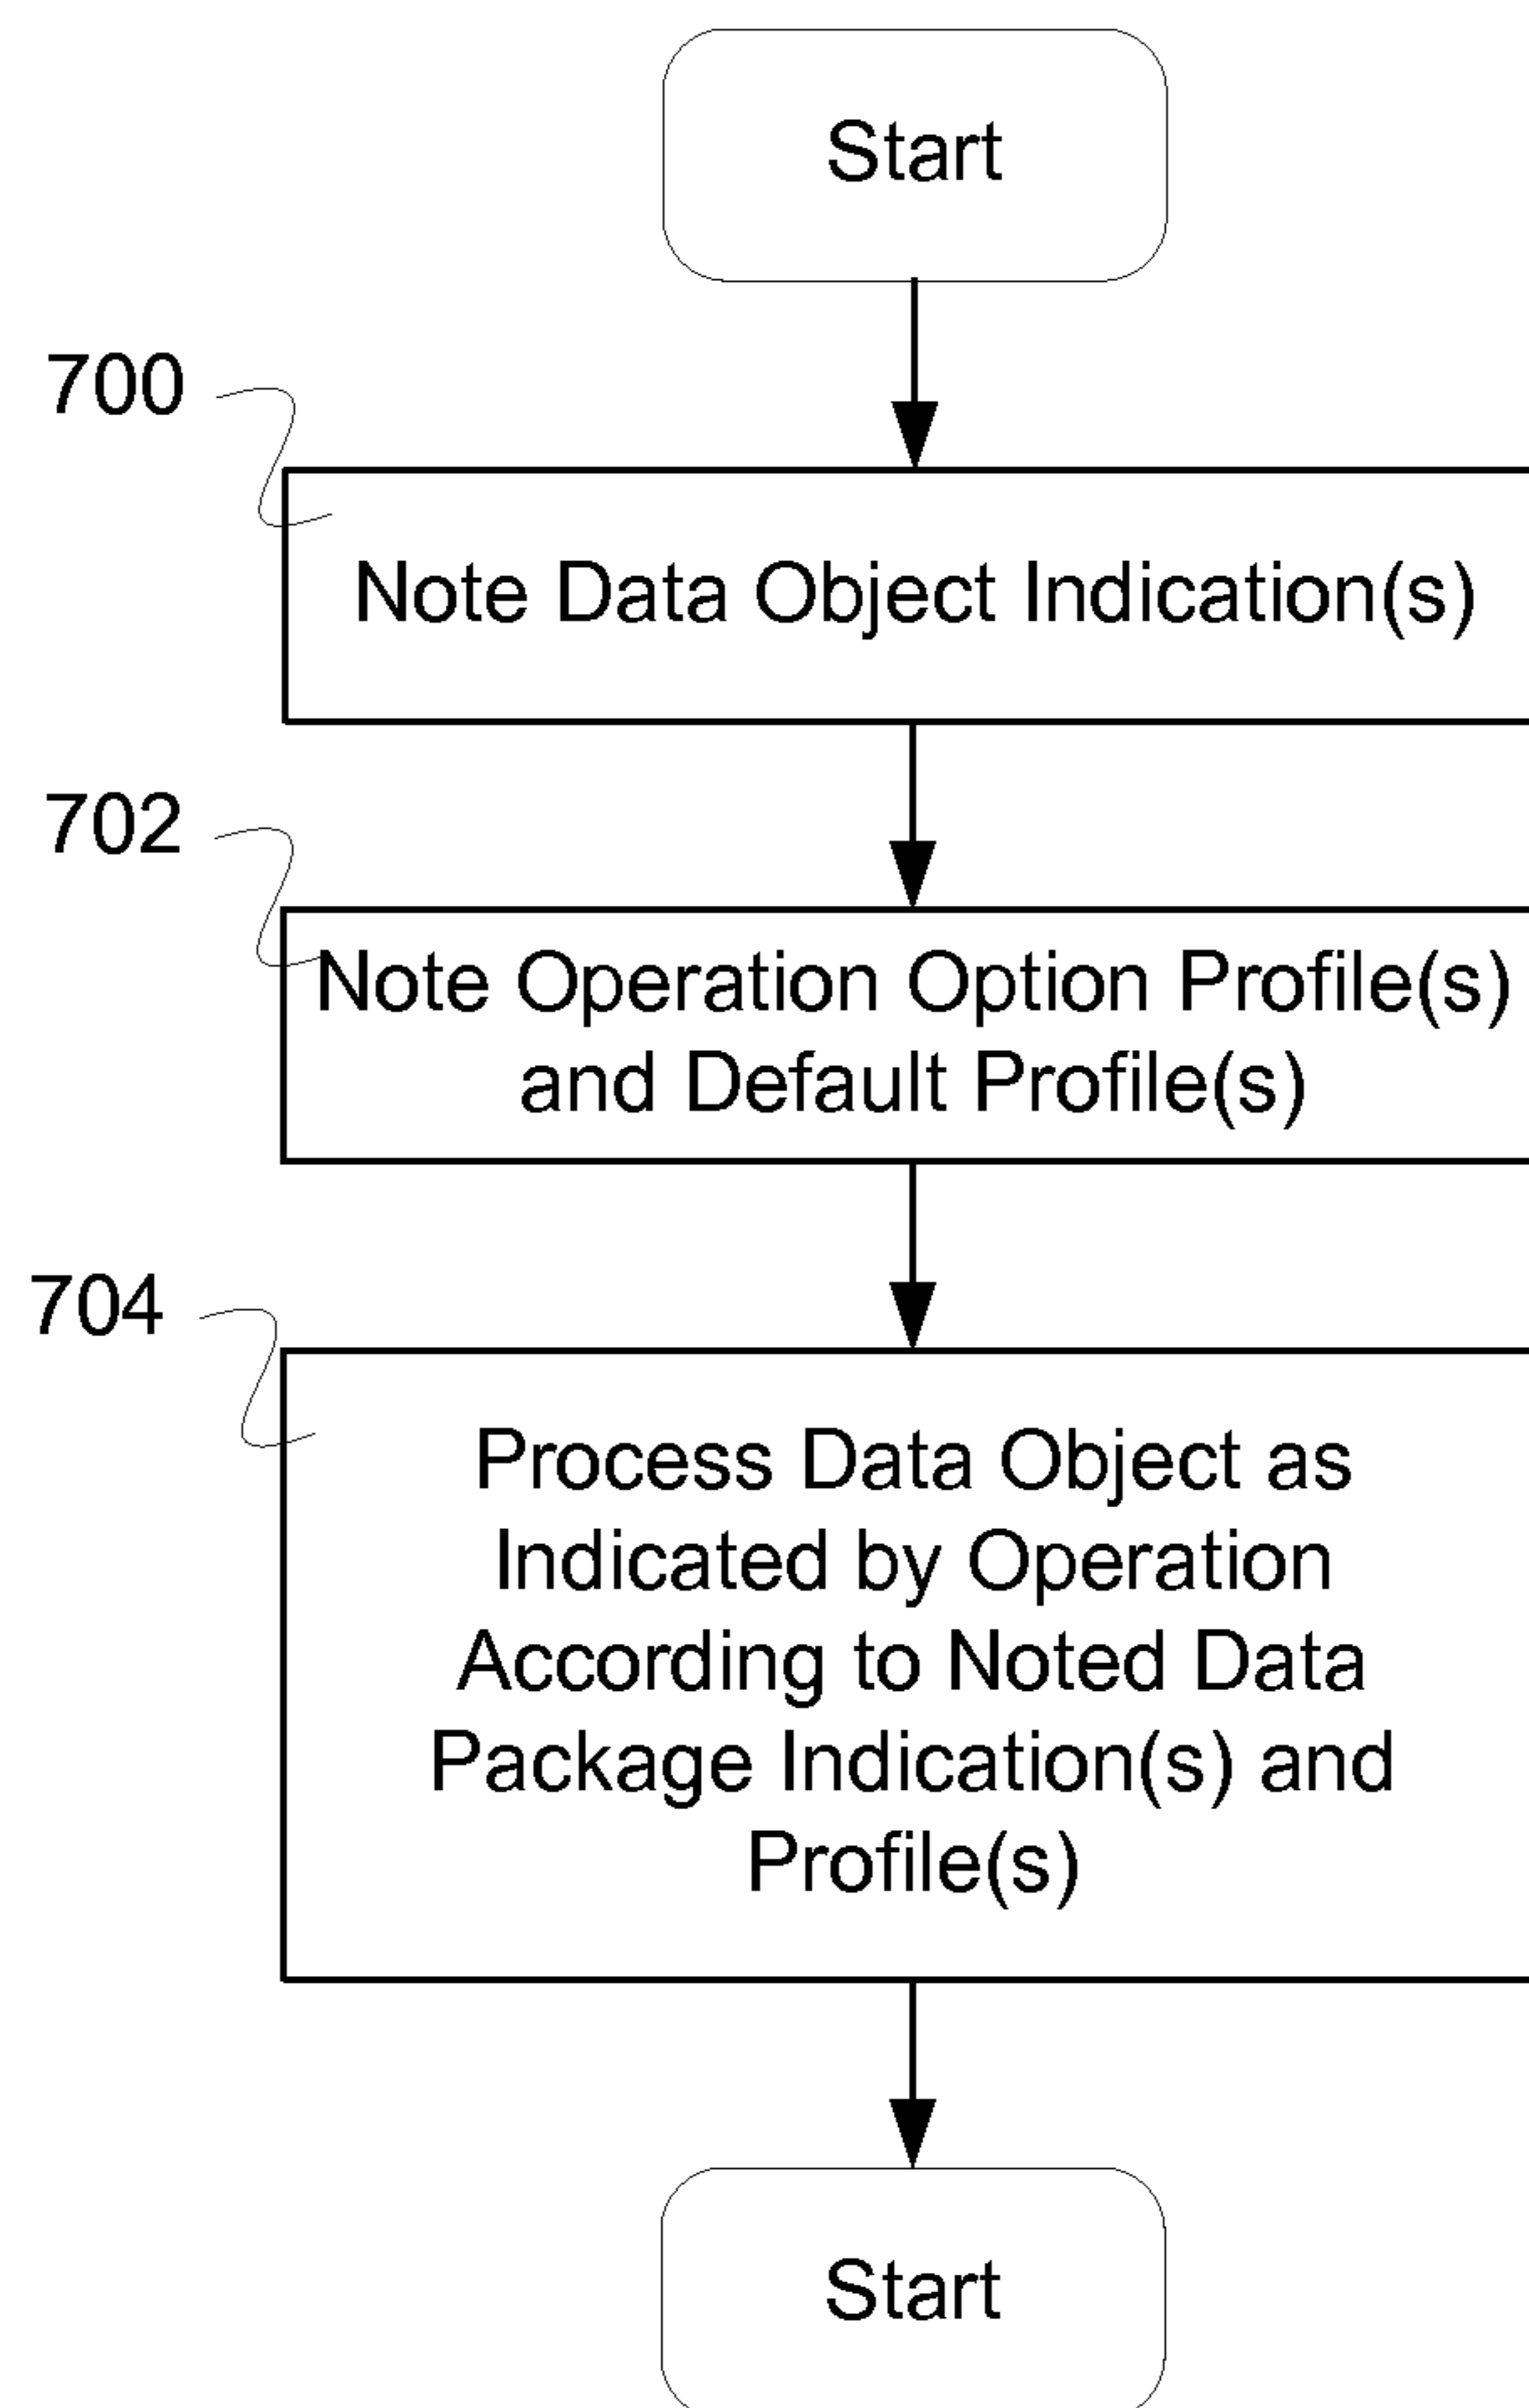 Start
700
Note Data Object Indication(s)
702
Note Operation Option Profile(s)
and Default Profile(s)
704
Process Data Object as
Indicated by Operation
According to Noted Data
Package Indication(s) and
Profile(s)
Start